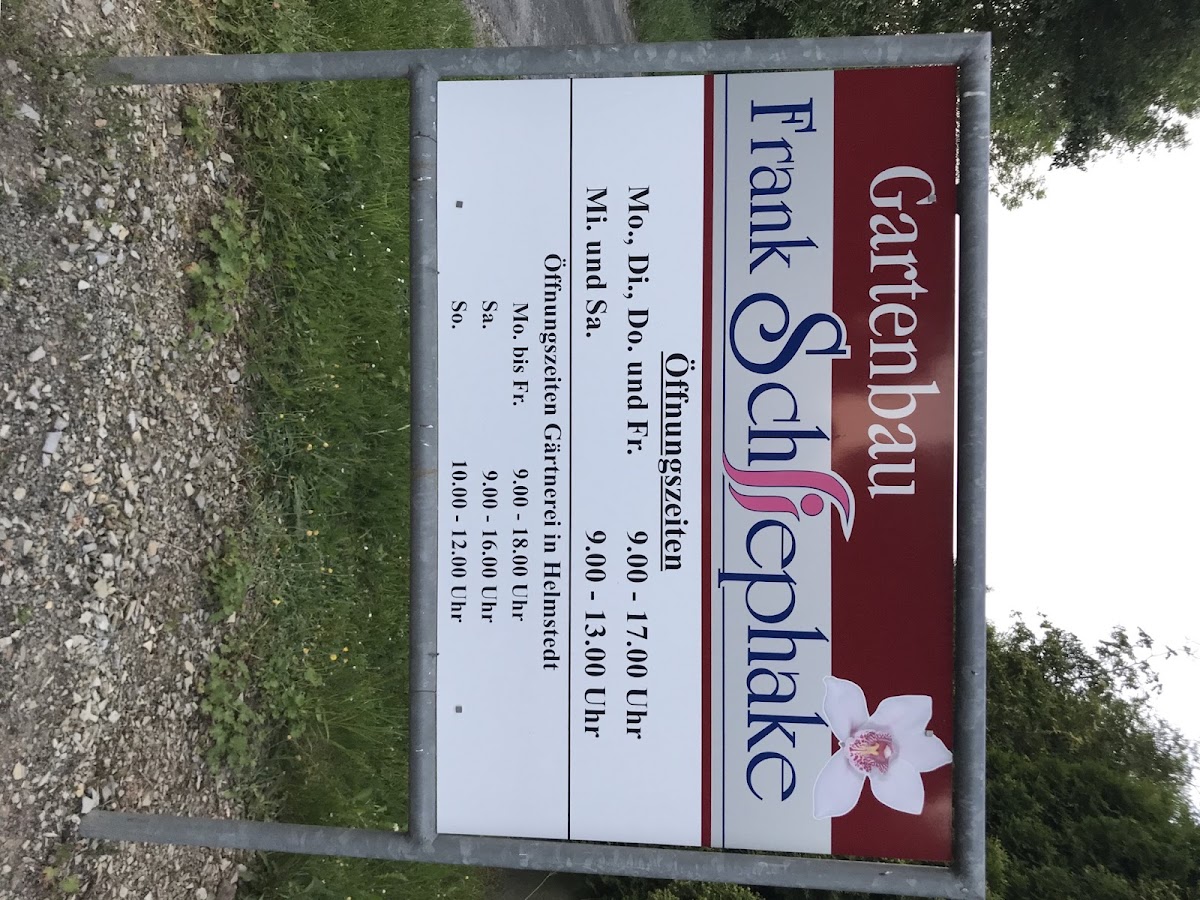 Gartenbau
Frank Schliephake
Öffnungszeiten
Mo., Di., Do. und Fr. 9.00 - 17.00 Uhr
Mi. und Sa. 9.00 - 13.00 Uhr
Öffnungszeiten Gärtnerei in Helmstedt
Mo. bis Fr. 9.00 - 18.00 Uhr
Sa. 9.00 - 16.00 Uhr
So. 10.00 - 12.00 Uhr